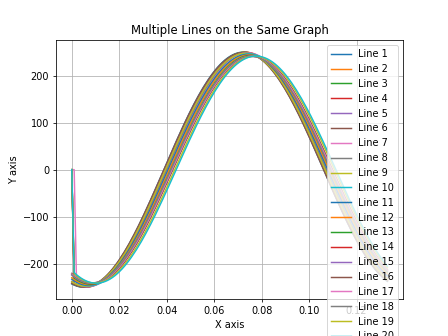 Multiple Lines on the Same Graph
Y axis
200
100
0
−100
−200
0.00
0.02
0.04
0.06
0.08
0.10
X axis
Line 1
Line 2
Line 3
Line 4
Line 5
Line 6
Line 7
Line 8
Line 9
Line 10
Line 11
Line 12
Line 13
Line 14
Line 15
Line 16
Line 17
Line 18
Line 19
Line 20